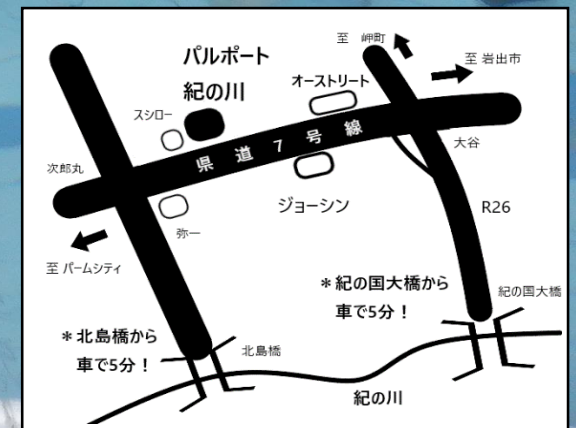 至 岬町
至 岩出市
パルポート
紀の川
オーストリート
スシロー
県道7号線
大谷
次郎丸
ジョーシン
R26
弥一
至 パームシティ
＊紀の国大橋から
車で5分！
紀の国大橋
＊北島橋から
車で5分！
北島橋
紀の川